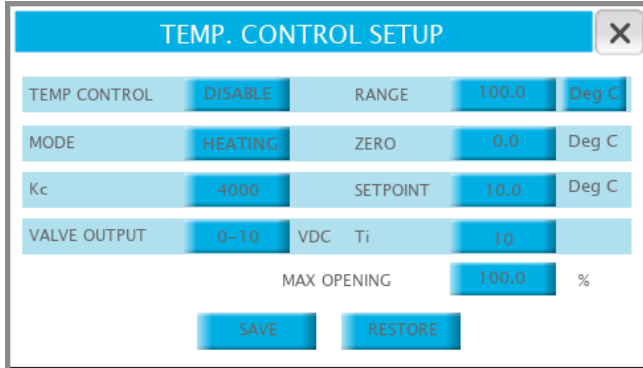 TEMP. CONTROL SETUP X
TEMP CONTROL DISABLE RANGE 100.0 Deg C
MODE HEATING ZERO 0.0 Deg C
Kc 4000 SETPOINT 10.0 Deg C
VALVE OUTPUT 0-10 VDC Ti 10
MAX OPENING 100.0 %
SAVE RESTORE